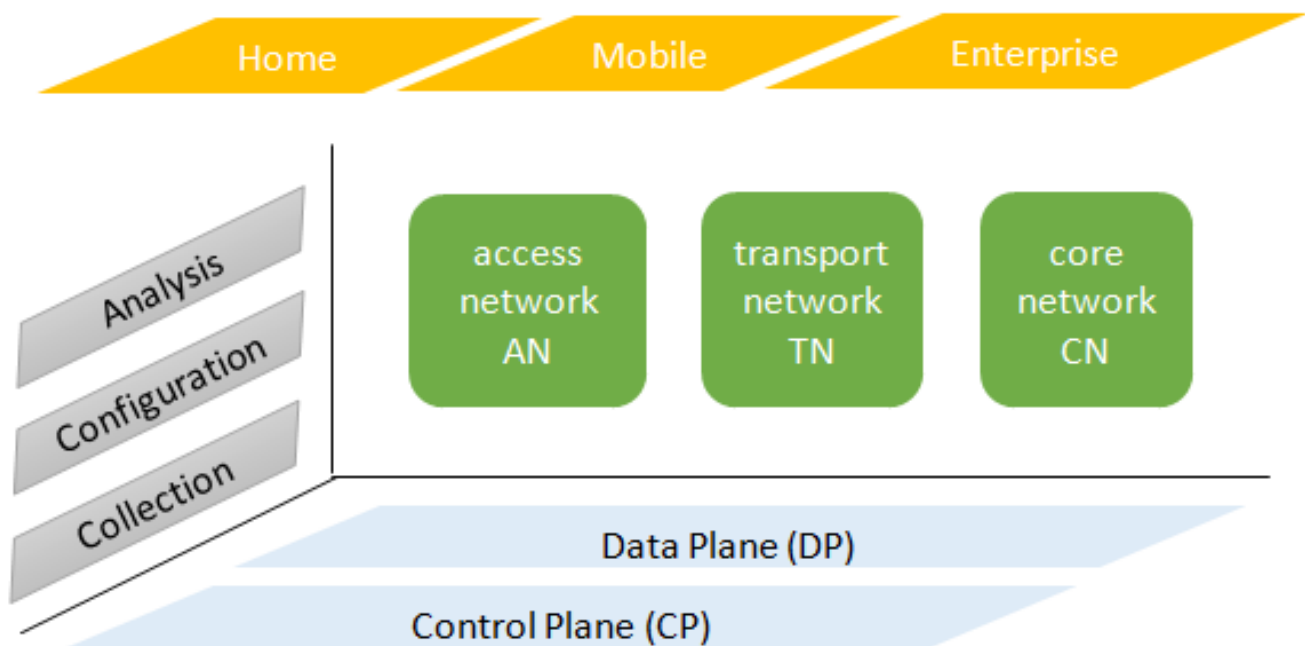 Home
Mobile
Enterprise
Analysis
Configuration
Collection
access
network
AN
transport
network
TN
core
network
CN
Data Plane (DP)
Control Plane (CP)